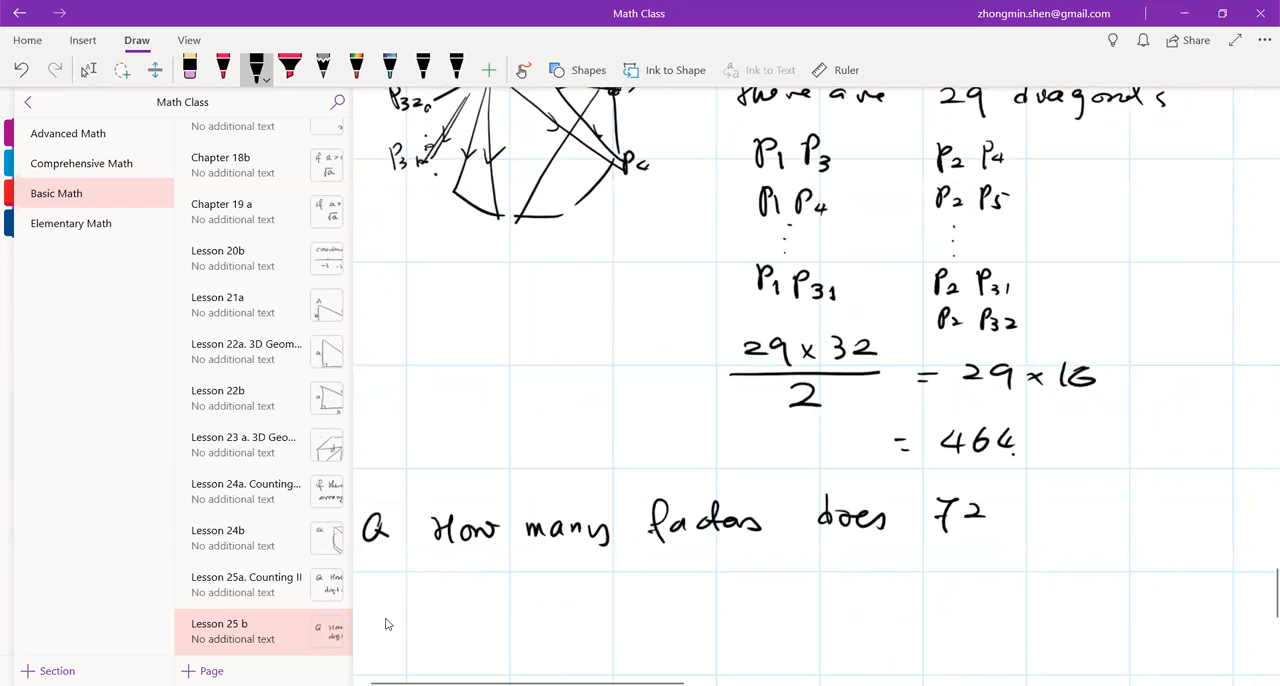 Math Class
zhongmin.shen@gmail.com
Home Insert Draw View
Share
Shapes
Ink to Shape
Ink to Text
Ruler
Math Class
Advanced Math
Comprehensive Math
Basic Math
Elementary Math
No additional text
Chapter 18b
No additional text
Chapter 19 a
No additional text
Lesson 20b
No additional text
Lesson 21a
No additional text
Lesson 22a. 3D Geom...
No additional text
Lesson 22b
No additional text
Lesson 23 a. 3D Geo...
No additional text
Lesson 24a. Counting...
No additional text
Lesson 24b
No additional text
Lesson 25a. Counting II
No additional text
Lesson 25 b
No additional text
Section
Page
P32
P31
P4
there are 29 diagonals
P1 P3 P2 P4
P1 P4 P2 P5
P1 P31 P2 P31
P2 P32
29 × 32
2
= 29 × 16
= 464.
Q How many factors does 72